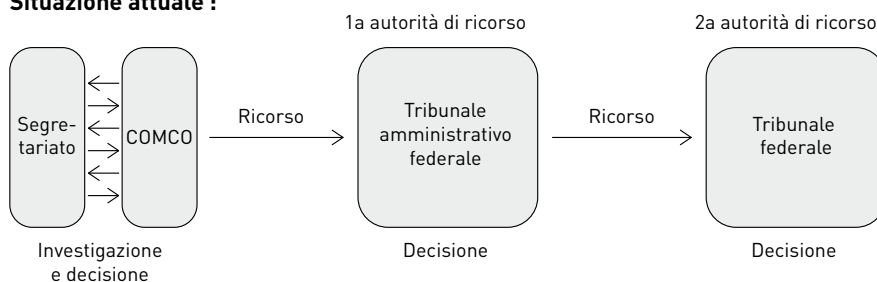 Situazione attuale :
1a autorità di ricorso
2a autorità di ricorso
Segre-
tariato
COMCO
Ricorso
Tribunale
amministrativo
federale
Ricorso
Tribunale
federale
Investigazione
e decisione
Decisione
Decisione